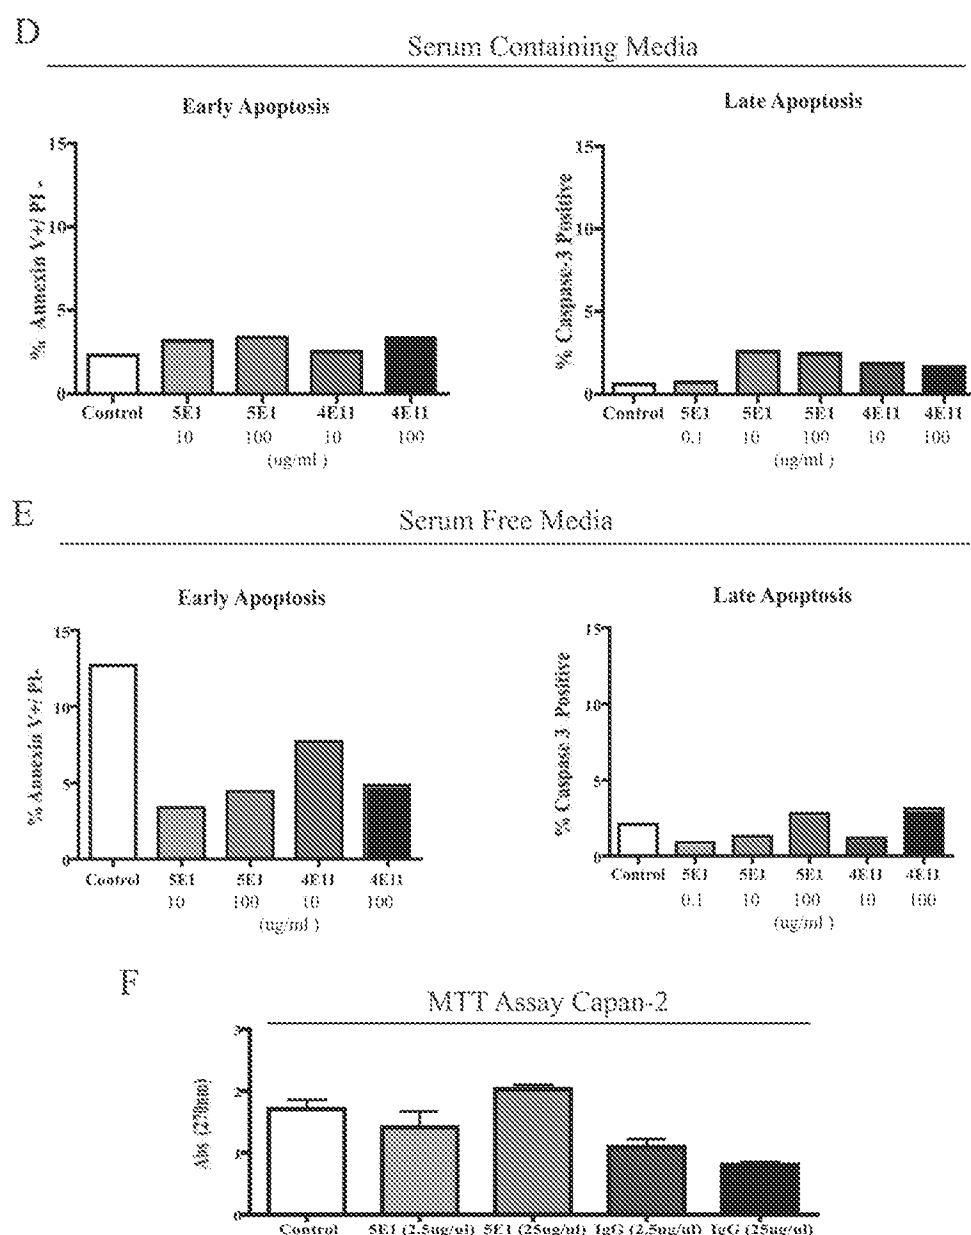 D
Serum Containing Media
Early Apoptosis
% Annexin V+/ PI -
15
10
5
0
Control 5E1 5E1 4E11 4E11
10 100 10 100
(ug/ml )
Late Apoptosis
% Caspase-3 Positive
15
10
5
0
Control 5E1 5E1 5E1 4E11 4E11
0.1 10 100 10 100
(ug/ml )
E
Serum Free Media
Early Apoptosis
% Annexin V+/ PI-
15
10
5
0
Control 5E1 5E1 4E11 4E11
10 100 10 100
(ug/ml )
Late Apoptosis
% Caspase 3 Positive
15
10
5
0
Control 5E1 5E1 5E1 4E11 4E11
0.1 10 100 10 100
(ug/ml )
F
MTT Assay Capan-2
Abs
3
2
1
0
Control 5E1 (2.5ug/ul) 5E1 (25ug/ul) IgG (2.5ug/ul) IgG (25ug/ul)